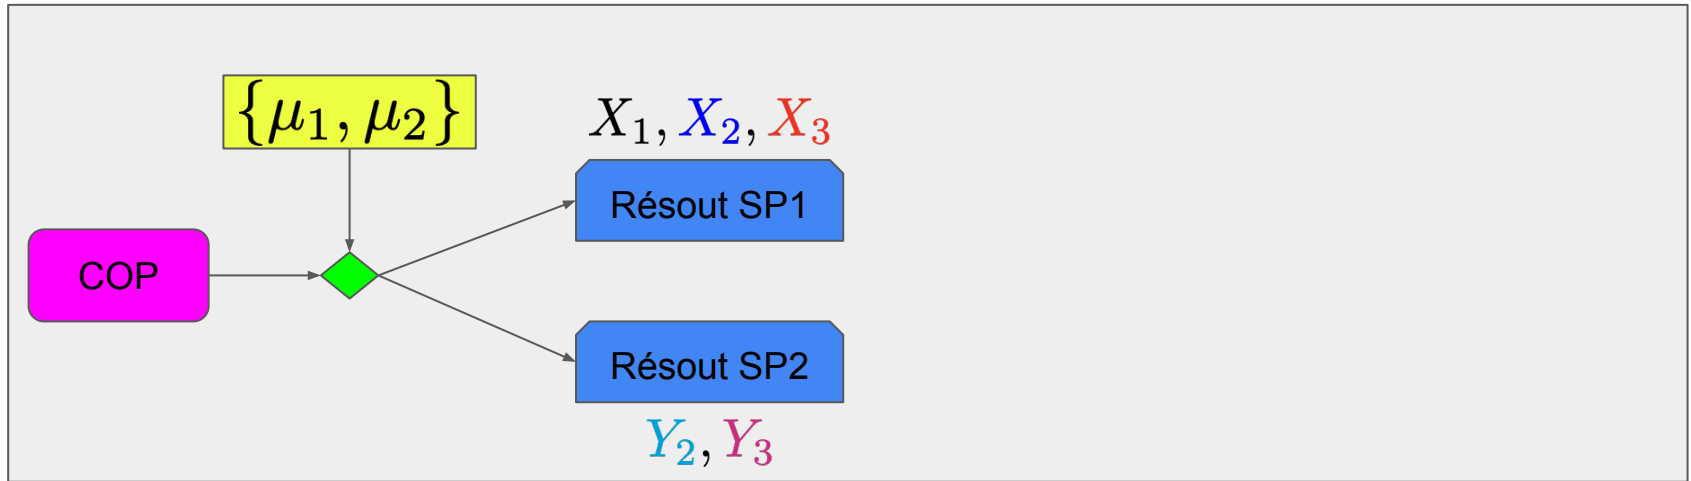 {μ₁, μ₂}
X₁, X₂, X₃
Résout SP1
COP
Résout SP2
Y₂, Y₃